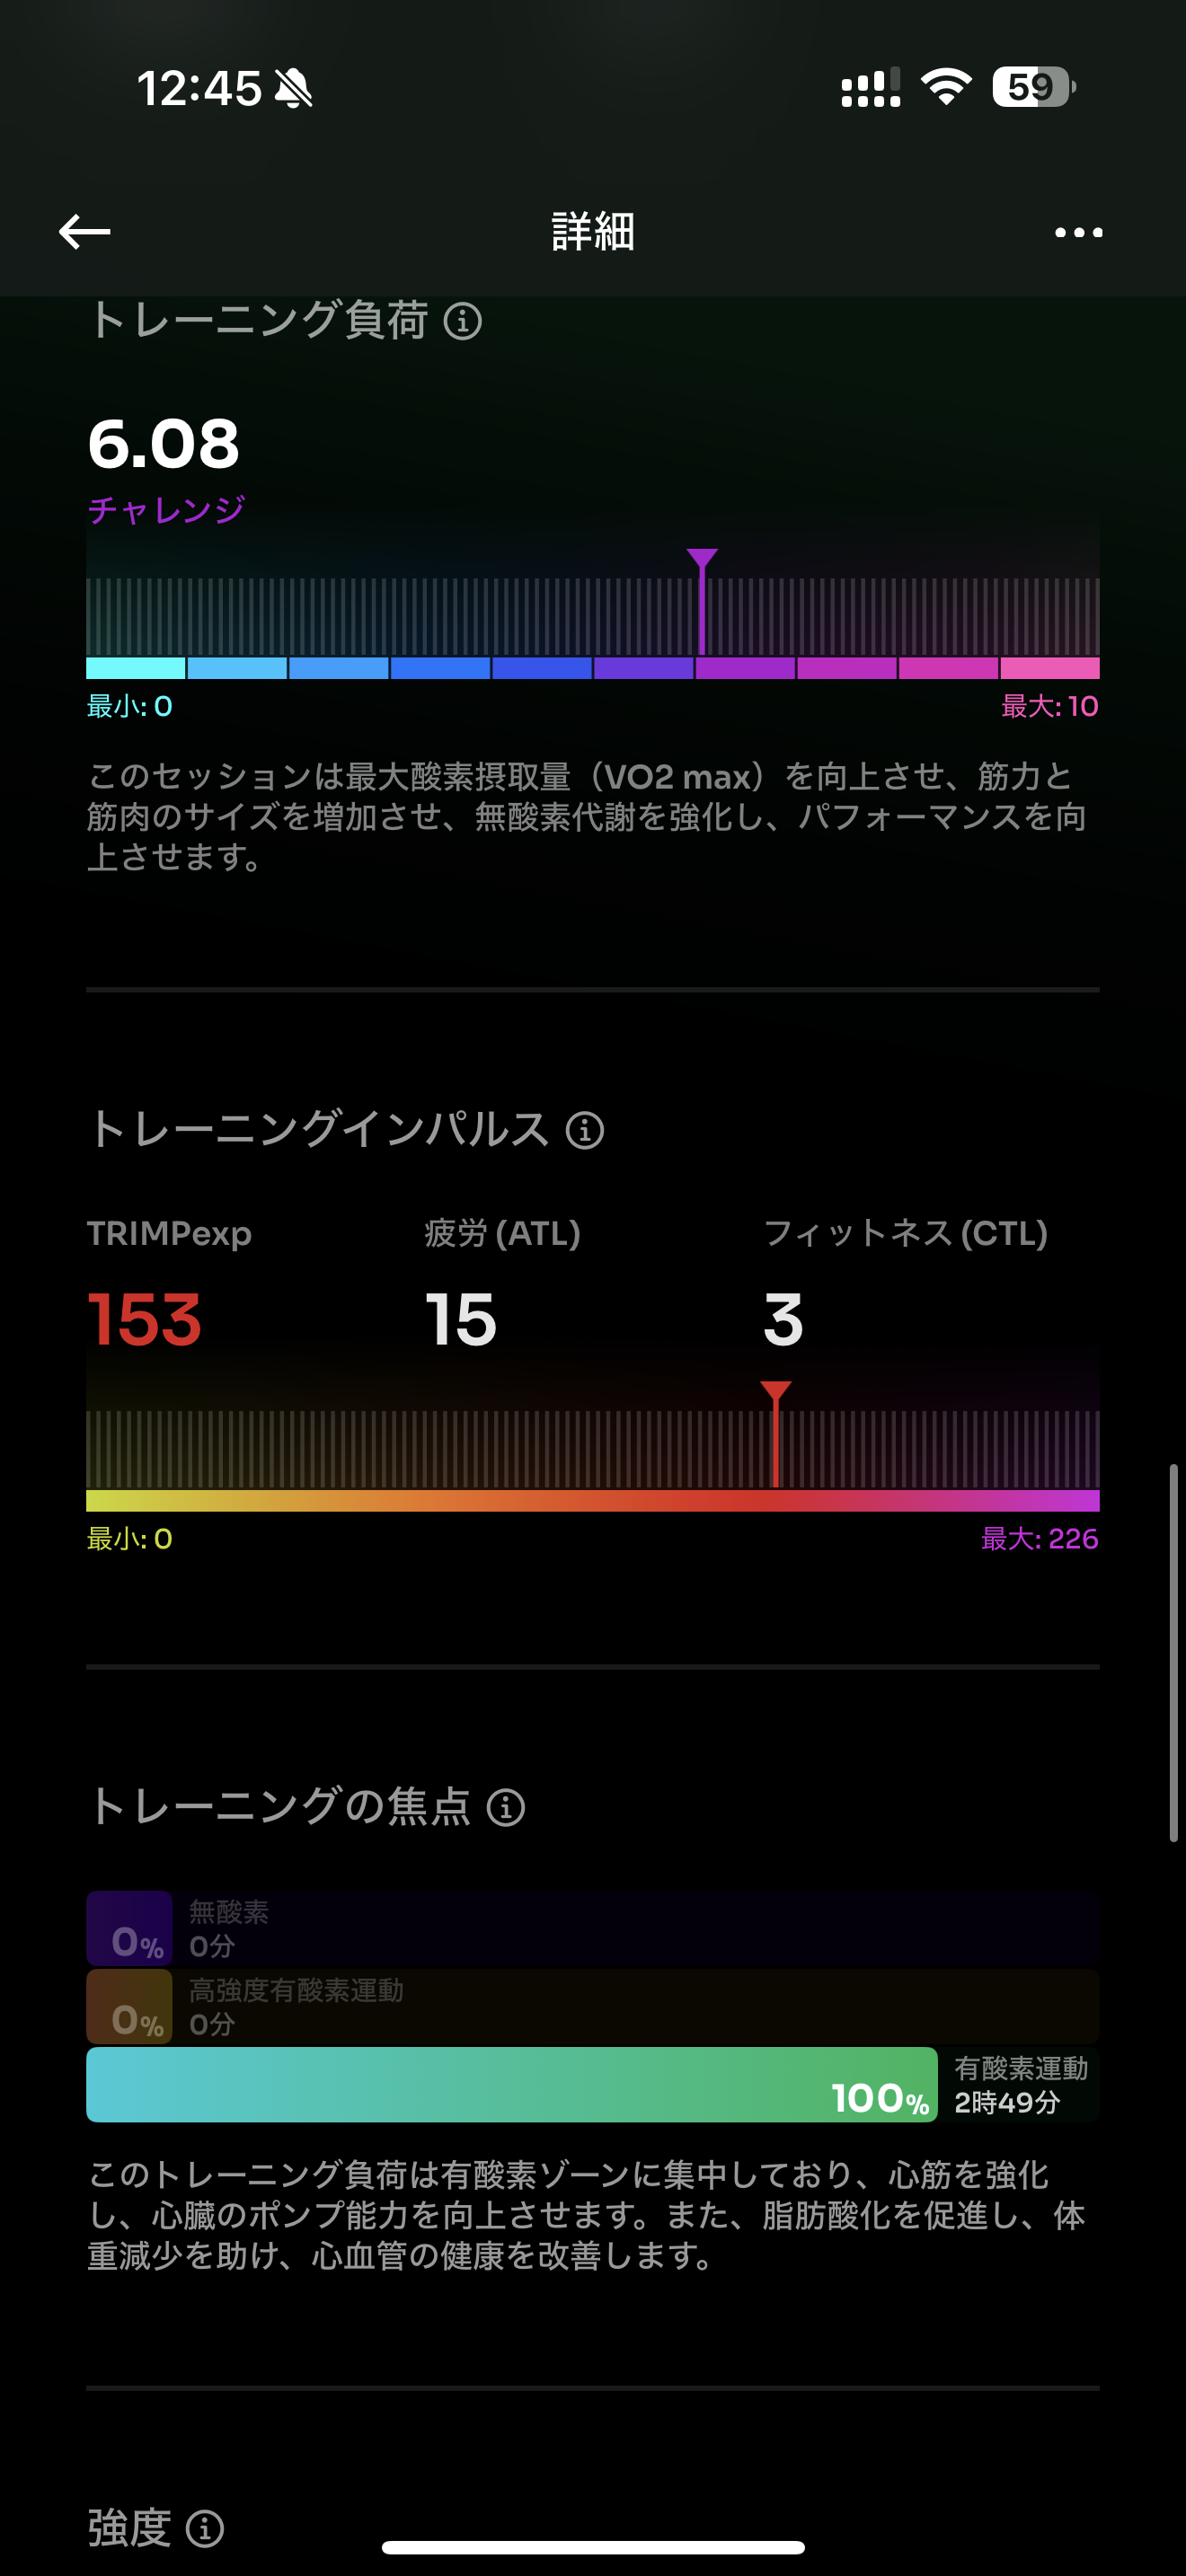 12:45
59
詳細
トレーニング負荷
6.08
チャレンジ
最小: 0
最大: 10
このセッションは最大酸素摂取量（VO2 max）を向上させ、筋力と
筋肉のサイズを増加させ、無酸素代謝を強化し、パフォーマンスを向
上させます。
トレーニングインパルス
TRIMPexp
疲労 (ATL)
フィットネス (CTL)
153
15
3
最小: 0
最大: 226
トレーニングの焦点
0%
無酸素
0分
0%
高強度有酸素運動
0分
100%
有酸素運動
2時49分
このトレーニング負荷は有酸素ゾーンに集中しており、心筋を強化
し、心臓のポンプ能力を向上させます。また、脂肪酸化を促進し、体
重減少を助け、心血管の健康を改善します。
強度